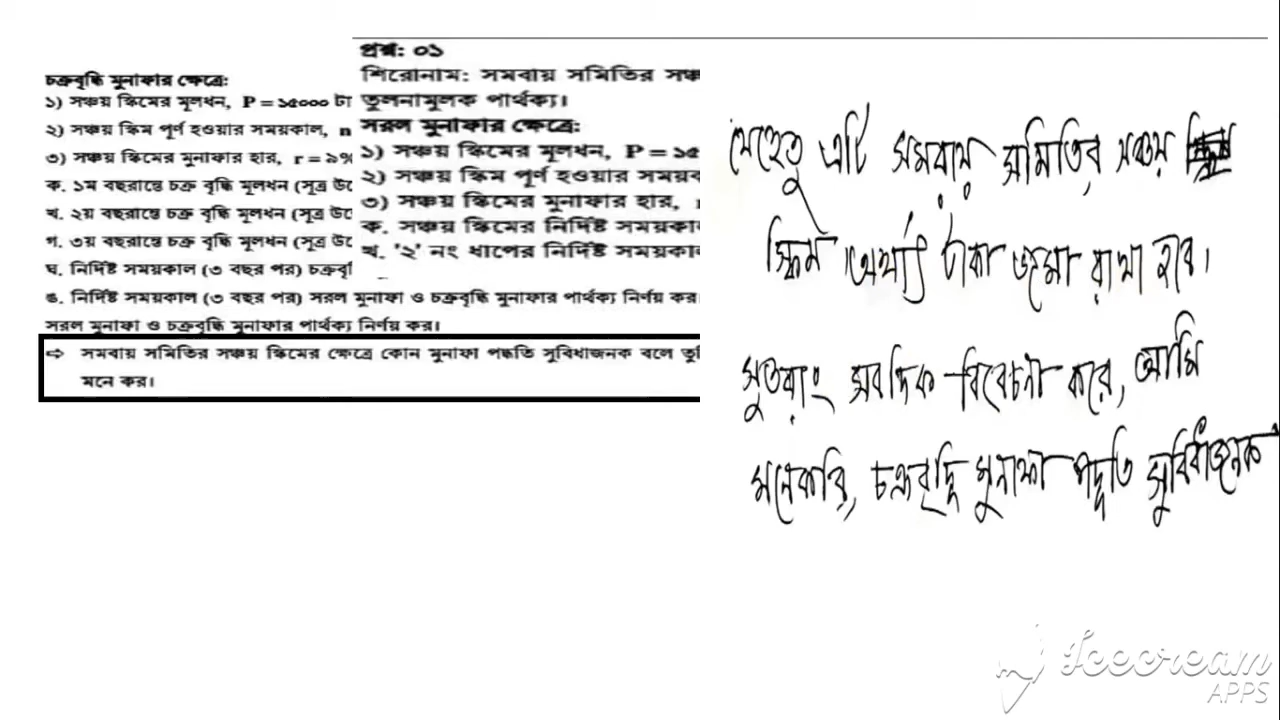 প্রশ্ন: ০১
শিরোনাম: সমবায় সমিতির সঞ্চ
তুলনামুলক পার্থক্য।
সরল মুনাফার ক্ষেত্রে:
১) সঞ্চয় স্কিমের মূলধন, P = ১৫
২) সঞ্চয় স্কিম পূর্ণ হওয়ার সময়ক
৩) সঞ্চয় স্কিমের মুনাফার হার,
ক. সঞ্চয় স্কিমের নির্দিষ্ট সময়কা
খ. '২' নং ধাপের নির্দিষ্ট সময়কাল
চক্রবৃদ্ধি মুনাফার ক্ষেত্রে:
১) সঞ্চয় স্কিমের মূলধন, P = ১৫০০০ টা
২) সঞ্চয় স্কিম পূর্ণ হওয়ার সময়কাল, n
৩) সঞ্চয় স্কিমের মুনাফার হার, r = ৯%
ক. ১ম বছরান্তে চক্র বৃদ্ধি মূলধন (সূত্র উল্লে
খ. ২য় বছরান্তে চক্র বৃদ্ধি মূলধন (সূত্র উল্লে
গ. ৩য় বছরান্তে চক্র বৃদ্ধি মূলধন (সূত্র উল্লে
ঘ. নির্দিষ্ট সময়কাল (৩ বছর পর) চক্রবৃদ্ধি
ঙ. নির্দিষ্ট সময়কাল (৩ বছর পর) সরল মুনাফা ও চক্রবৃদ্ধি মুনাফার পার্থক্য নির্ণয় কর।
সরল মুনাফা ও চক্রবৃদ্ধি মুনাফার পার্থক্য নির্ণয় কর।
⇨ সমবায় সমিতির সঞ্চয় স্কিমের ক্ষেত্রে কোন মুনাফা পদ্ধতি সুবিধাজনক বলে তুমি
মনে কর।
যেহেতু এটি সমবায় সমিতির সঞ্চয়
স্কিম অর্থাৎ টাকা জমা রাখা হবে।
সুতরাং সবদিক বিবেচনা করে, আমি
মনেকরি, চক্রবৃদ্ধি মুনাফা পদ্ধতি সুবিধাজনক
Icecream
APPS